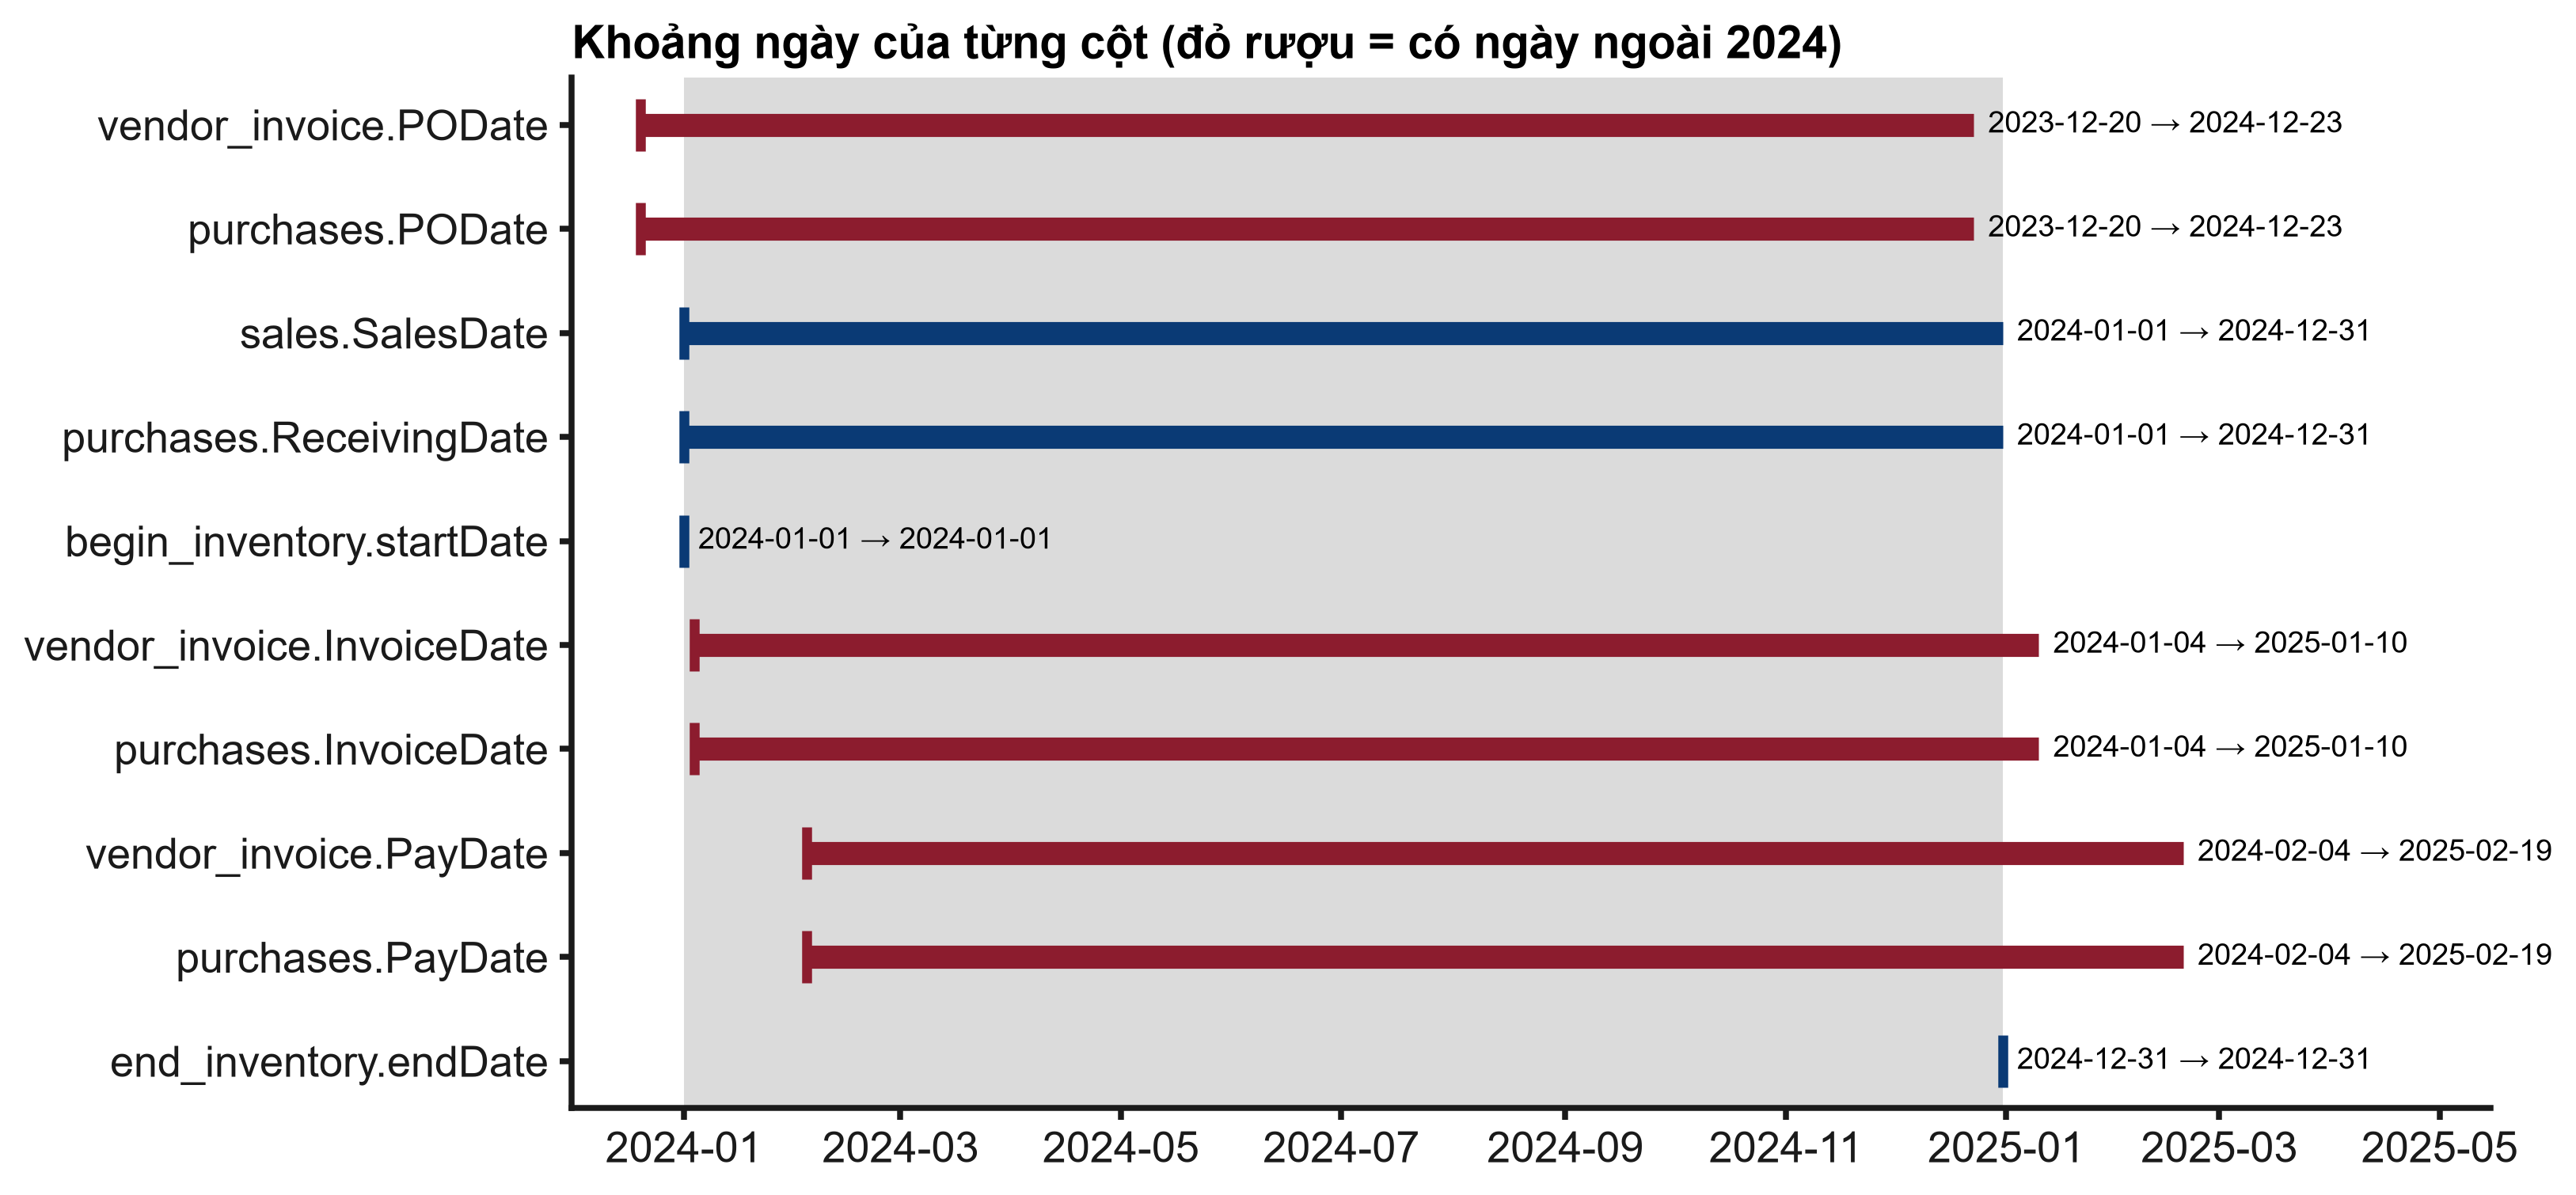 Khoảng ngày của từng cột (đỏ rượu = có ngày ngoài 2024)
vendor_invoice.PODate 2023-12-20 → 2024-12-23
purchases.PODate 2023-12-20 → 2024-12-23
sales.SalesDate 2024-01-01 → 2024-12-31
purchases.ReceivingDate 2024-01-01 → 2024-12-31
begin_inventory.startDate 2024-01-01 → 2024-01-01
vendor_invoice.InvoiceDate 2024-01-04 → 2025-01-10
purchases.InvoiceDate 2024-01-04 → 2025-01-10
vendor_invoice.PayDate 2024-02-04 → 2025-02-19
purchases.PayDate 2024-02-04 → 2025-02-19
end_inventory.endDate 2024-12-31 → 2024-12-31
2024-01 2024-03 2024-05 2024-07 2024-09 2024-11 2025-01 2025-03 2025-05